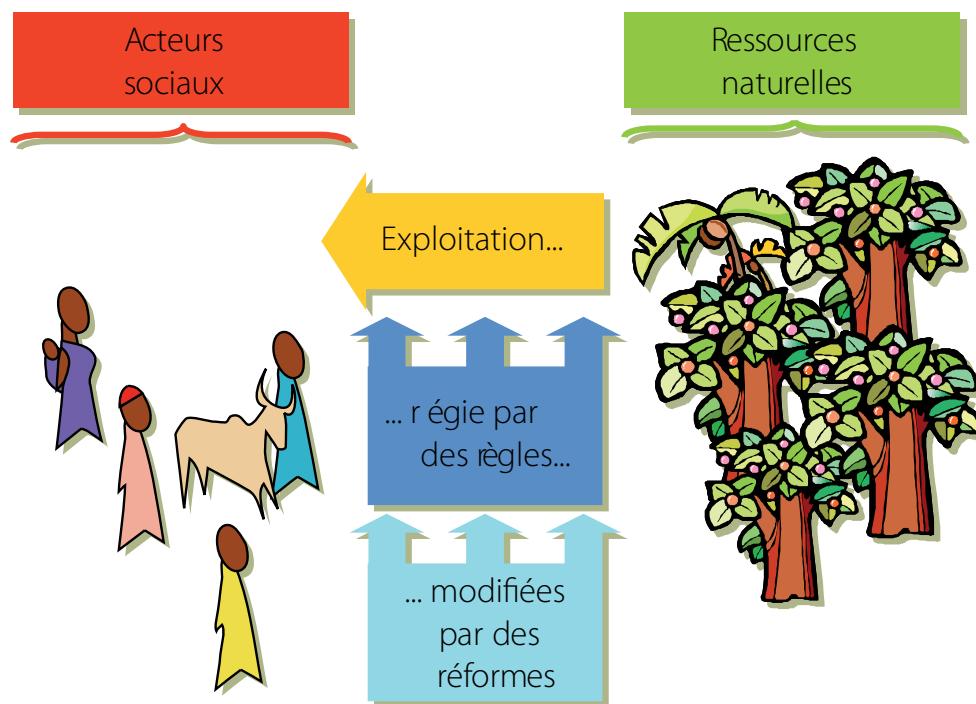 Acteurs
sociaux
Ressources
naturelles
Exploitation...
... r égie par
des règles...
... modifiées
par des
réformes